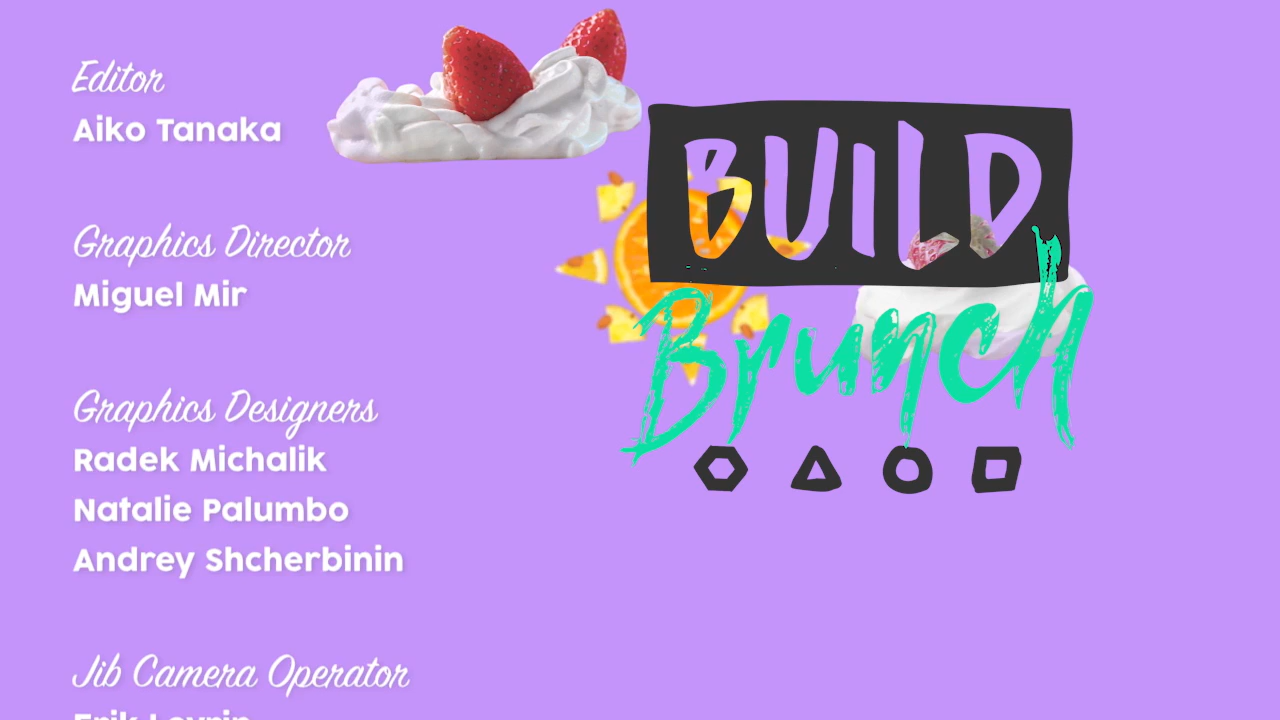 Editor
Aiko Tanaka
Graphics Director
Miguel Mir
Graphics Designers
Radek Michalik
Natalie Palumbo
Andrey Shcherbinin
Jib Camera Operator
BUILD
Brunch